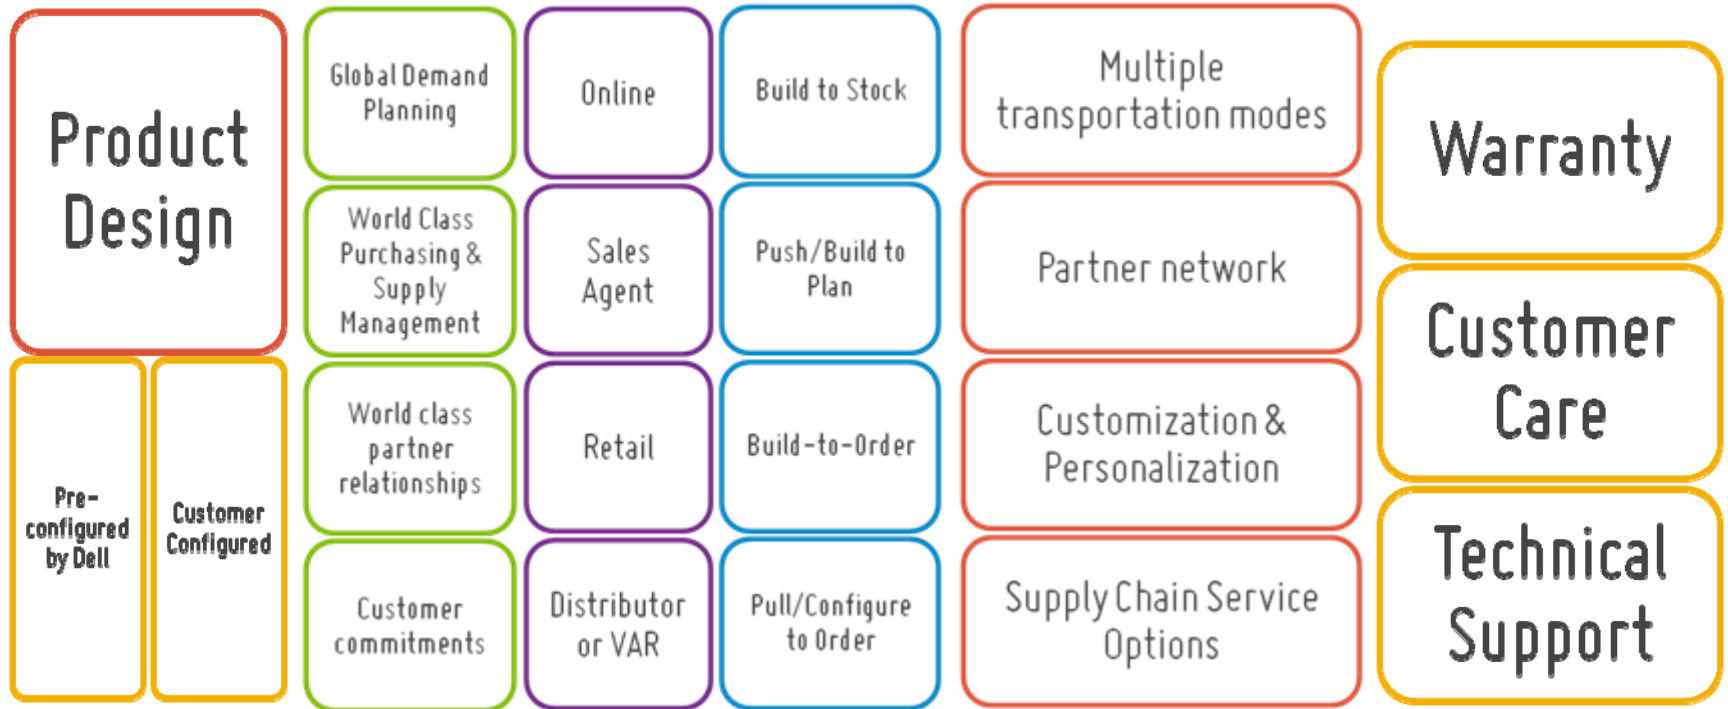 Product
Design
Pre-
configured
by Dell
Customer
Configured
Global Demand
Planning
World Class
Purchasing &
Supply
Management
World class
partner
relationships
Customer
commitments
Online
Sales
Agent
Retail
Distributor
or VAR
Build to Stock
Push/Build to
Plan
Build-to-Order
Pull/Configure
to Order
Multiple
transportation modes
Partner network
Customization &
Personalization
Supply Chain Service
Options
Warranty
Customer
Care
Technical
Support